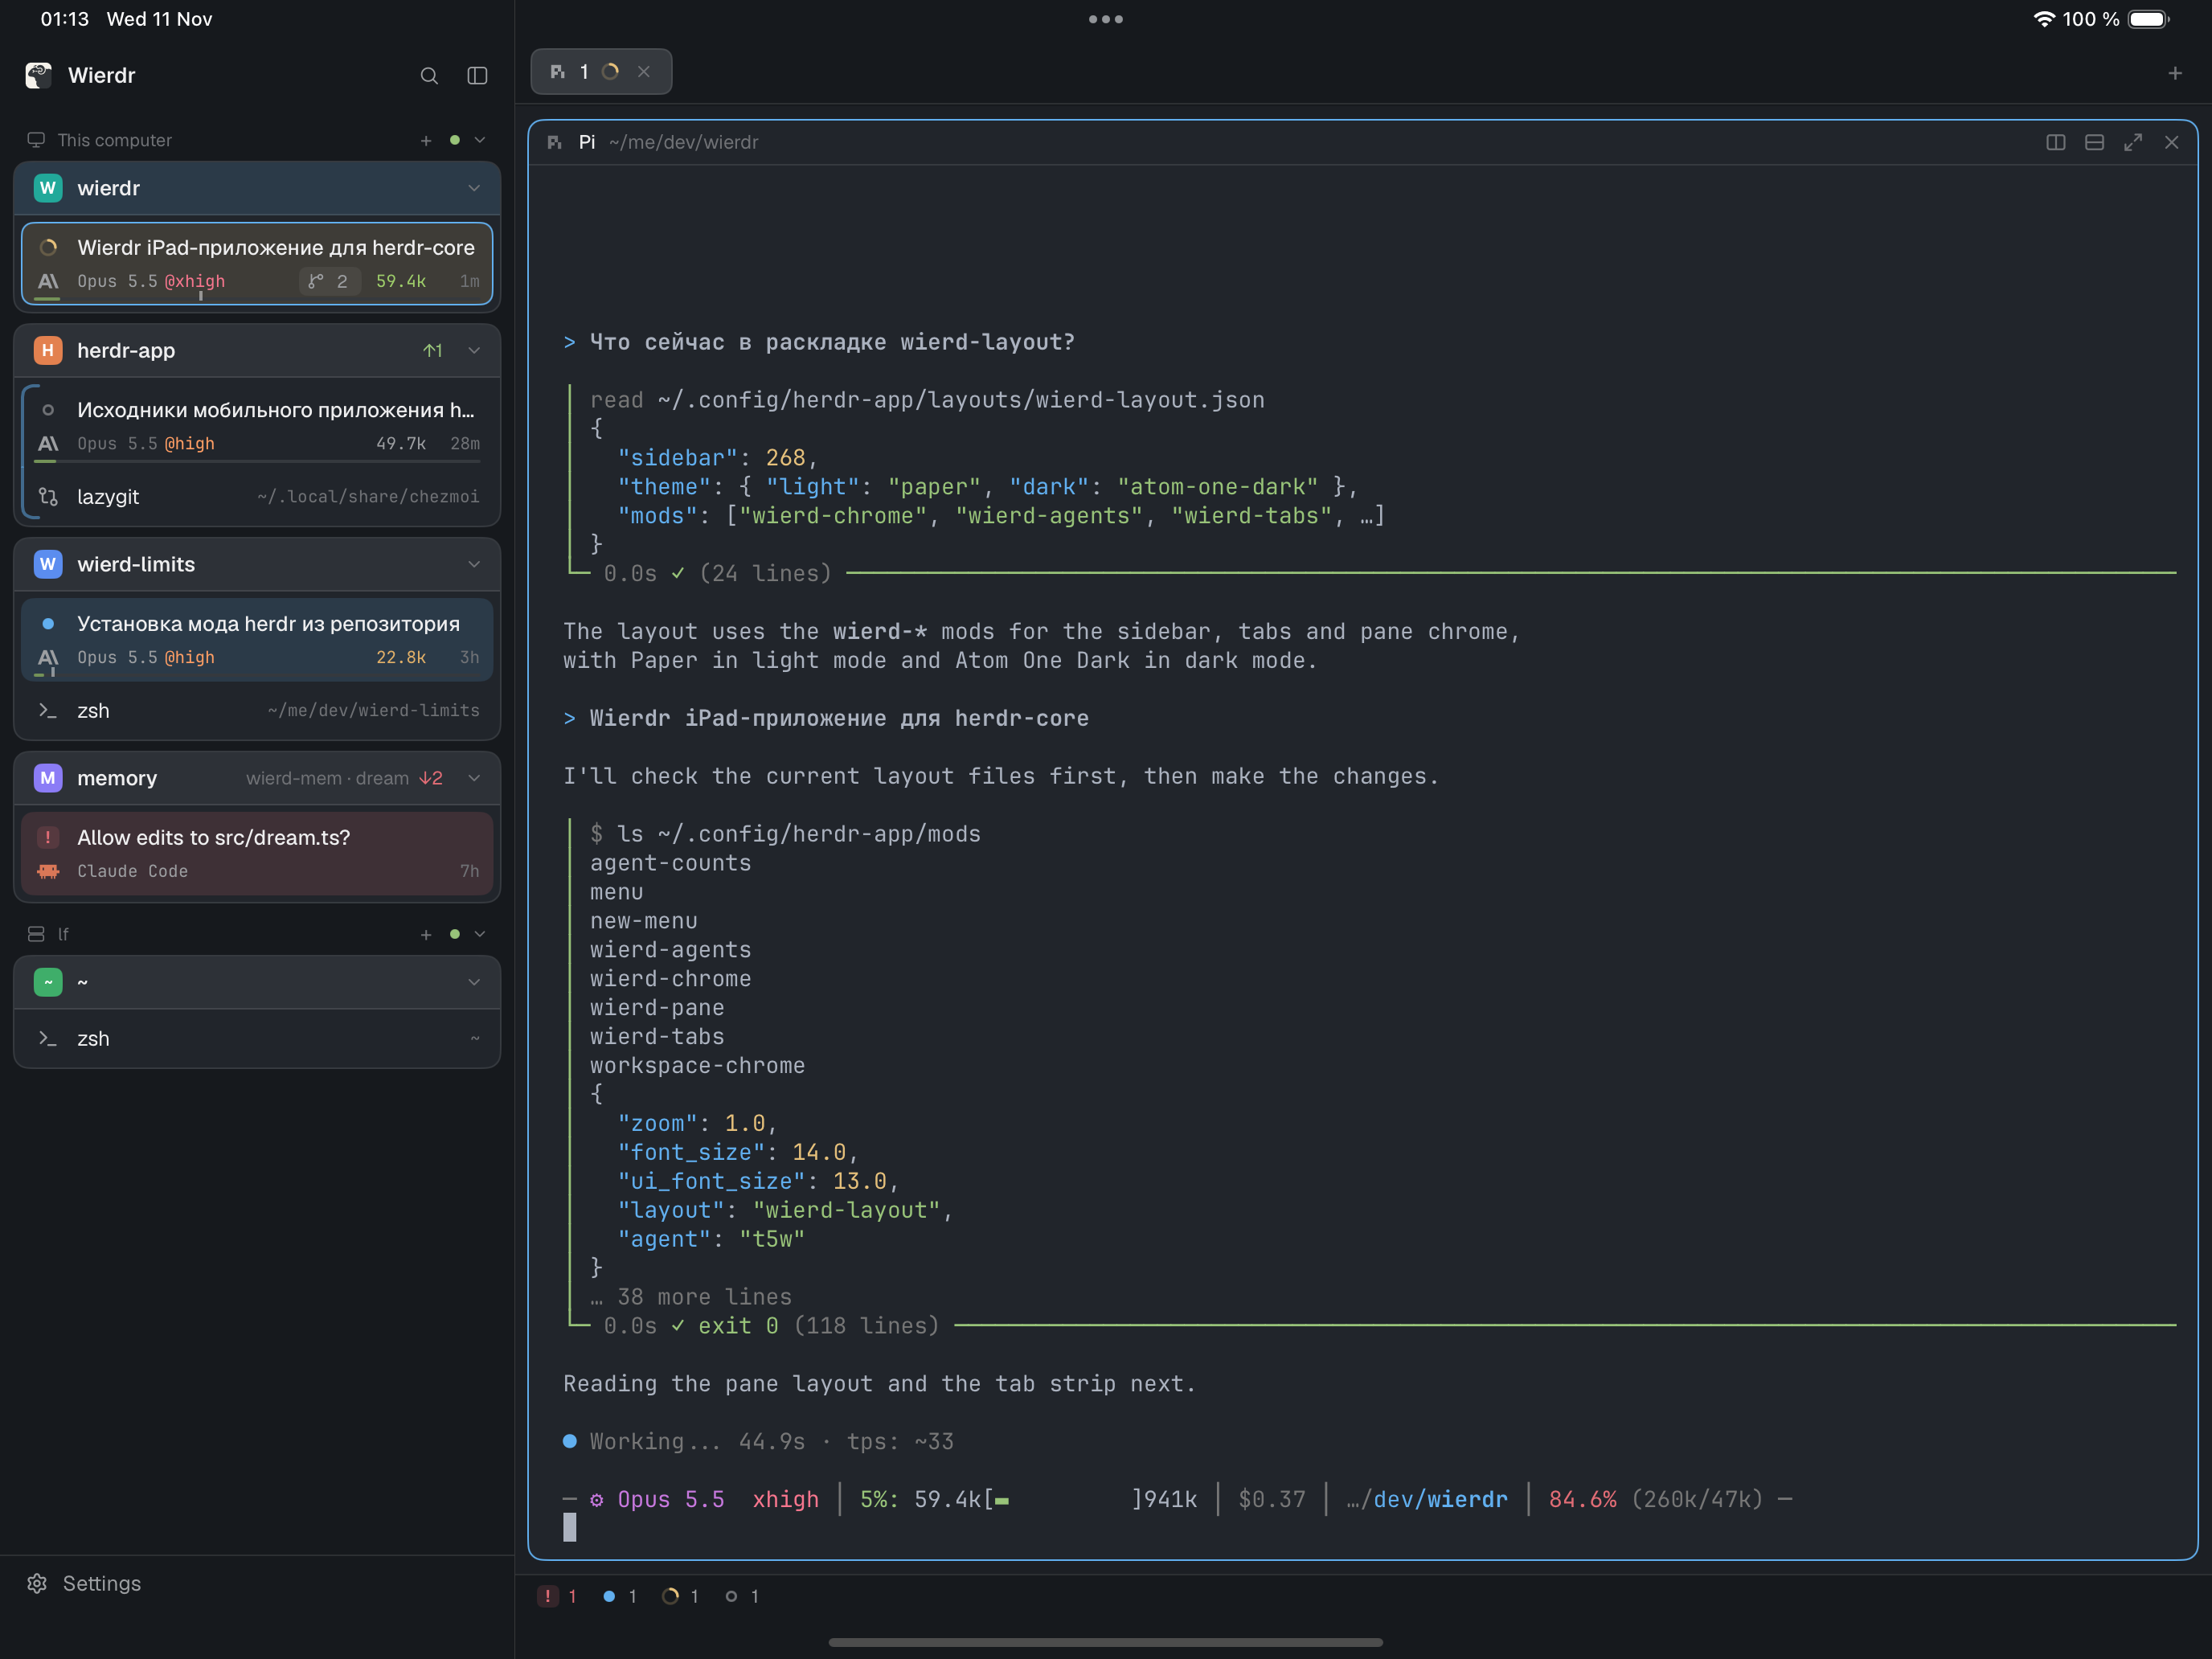 01:13 Wed 11 Nov
100 %
Wierdr
This computer
W wierdr
Wierdr iPad-приложение для herdr-core
Opus 5.5 @xhigh 2 59.4k 1m
H herdr-app ↑1
Исходники мобильного приложения h…
Opus 5.5 @high 49.7k 28m
lazygit ~/.local/share/chezmoi
W wierd-limits
Установка мода herdr из репозитория
Opus 5.5 @high 22.8k 3h
zsh ~/me/dev/wierd-limits
M memory wierd-mem · dream ↓2
! Allow edits to src/dream.ts?
Claude Code 7h
lf
~ ~
zsh ~
Settings
1
Pi ~/me/dev/wierdr
> Что сейчас в раскладке wierd-layout?
read ~/.config/herdr-app/layouts/wierd-layout.json
{
"sidebar": 268,
"theme": { "light": "paper", "dark": "atom-one-dark" },
"mods": ["wierd-chrome", "wierd-agents", "wierd-tabs", …]
}
0.0s ✓ (24 lines)
The layout uses the wierd-* mods for the sidebar, tabs and pane chrome,
with Paper in light mode and Atom One Dark in dark mode.
> Wierdr iPad-приложение для herdr-core
I'll check the current layout files first, then make the changes.
$ ls ~/.config/herdr-app/mods
agent-counts
menu
new-menu
wierd-agents
wierd-chrome
wierd-pane
wierd-tabs
workspace-chrome
{
"zoom": 1.0,
"font_size": 14.0,
"ui_font_size": 13.0,
"layout": "wierd-layout",
"agent": "t5w"
}
… 38 more lines
0.0s ✓ exit 0 (118 lines)
Reading the pane layout and the tab strip next.
Working... 44.9s · tps: ~33
— ⚙ Opus 5.5 xhigh | 5%: 59.4k[ ]941k | $0.37 | …/dev/wierdr | 84.6% (260k/47k) —
! 1 1 1 1